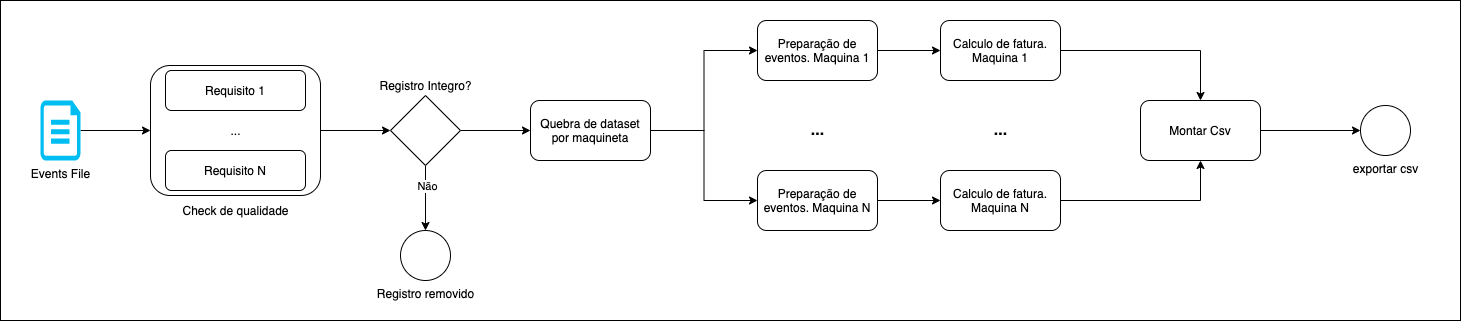 Events File
Requisito 1
...
Requisito N
Check de qualidade
Registro Integro?
Não
Registro removido
Quebra de dataset
por maquineta
Preparação de
eventos. Maquina 1
Calculo de fatura.
Maquina 1
...
...
Preparação de
eventos. Maquina N
Calculo de fatura.
Maquina N
Montar Csv
exportar csv